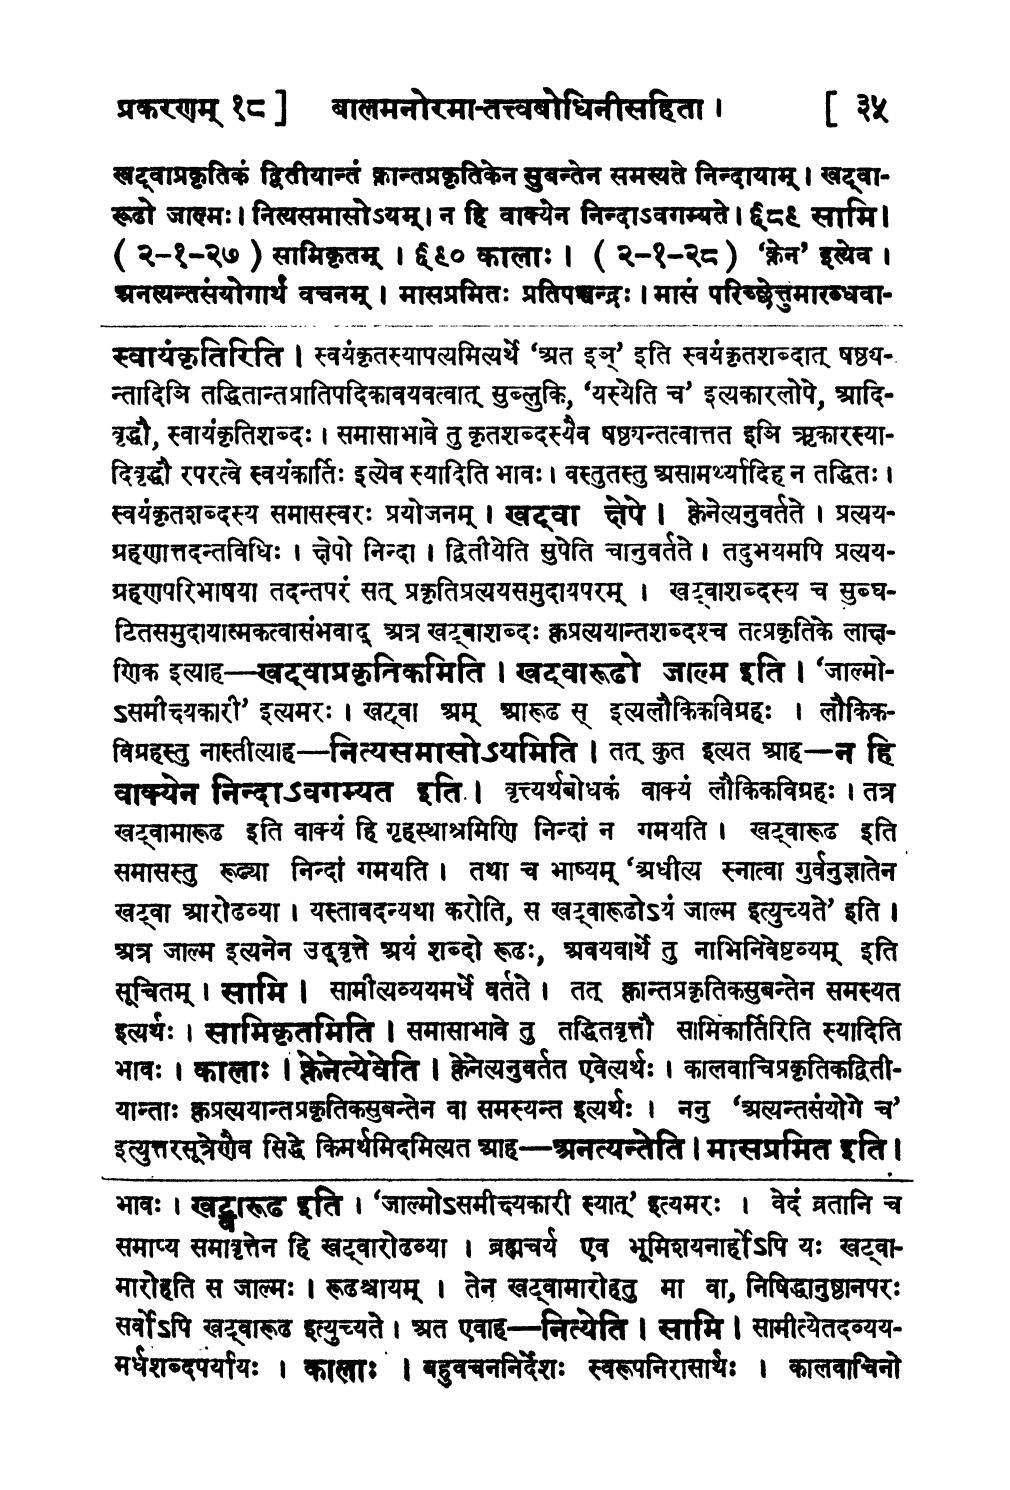 प्रकरणम् १८ ] बालमनोरमा-तत्त्वबोधिनीसहिता । [ ३५
खट्वाप्रकृतिकं द्वितीयान्तं क्तान्तप्रकृतिकेन सुबन्तेन समस्यते निन्दायाम् । खट्वा-
रूढो जाल्मः । नित्यसमासोऽयम् । न हि वाक्येन निन्दाऽवगम्यते । ६८९ सामि ।
( २-१-२७ ) सामिकृतम् । ६९० कालाः । ( २-१-२८ ) 'क्तेन' इत्येव ।
अनत्यन्तसंयोगार्थं वचनम् । मासप्रमितः प्रतिपच्चन्द्रः । मासं परिच्छेत्तुमारब्धवा-
स्वायंकृतिरिति । स्वयंकृतस्यापत्यमित्यर्थे 'अत इञ्' इति स्वयंकृतशब्दात् षष्ठ्य-
न्तादिञि तद्धितान्तप्रातिपदिकावयवत्वात् सुब्लुकि, 'यस्येति च' इत्यकारलोपे, आदि-
वृद्धौ, स्वायंकृतिशब्दः । समासाभावे तु कृतशब्दस्यैव षष्ठ्यन्तत्वात्तत इञि ऋकारस्या-
दिवृद्धौ रपरत्वे स्वयंकार्तिः इत्येव स्यादिति भावः । वस्तुतस्तु असामर्थ्यादिह न तद्धितः ।
स्वयंकृतशब्दस्य समासस्वरः प्रयोजनम् । खट्वा क्षेपे । क्तेनेत्यनुवर्तते । प्रत्यय-
ग्रहणात्तदन्तविधिः । क्षेपो निन्दा । द्वितीयेति सुपेति चानुवर्तते । तदुभयमपि प्रत्यय-
ग्रहणपरिभाषया तदन्तपरं सत् प्रकृतिप्रत्ययसमुदायपरम् । खट्वाशब्दस्य च सुब्घ-
टितसमुदायात्मकत्वासंभवाद् अत्र खट्वाशब्दः क्तप्रत्ययान्तशब्दश्च तत्प्रकृतिके लाक्ष-
णिक इत्याह—खट्वाप्रकृतिकमिति । खट्वारूढो जाल्म इति । 'जाल्मो-
ऽसमीक्ष्यकारी' इत्यमरः । खट्वा अम् आरूढ स् इत्यलौकिकविग्रहः । लौकिक-
विग्रहस्तु नास्तीत्याह—नित्यसमासोऽयमिति । तत् कुत इत्यत आह—न हि
वाक्येन निन्दाऽवगम्यत इति । वृत्त्यर्थबोधकं वाक्यं लौकिकविग्रहः । तत्र
खट्वामारूढ इति वाक्यं हि गृहस्थाश्रमिणि निन्दां न गमयति । खट्वारूढ इति
समासस्तु रूढ्या निन्दां गमयति । तथा च भाष्यम् 'अधीत्य स्नात्वा गुर्वनुज्ञातेन
खट्वा आरोढव्या । यस्तावदन्यथा करोति, स खट्वारूढोऽयं जाल्म इत्युच्यते' इति ।
अत्र जाल्म इत्यनेन उद्वृत्ते अयं शब्दो रूढः, अवयवार्थे तु नाभिनिवेष्टव्यम् इति
सूचितम् । सामि । सामीत्यव्ययमर्धे वर्तते । तत् क्तान्तप्रकृतिकसुबन्तेन समस्यत
इत्यर्थः । सामिकृतमिति । समासाभावे तु तद्धितवृत्तौ सामिकार्तिरिति स्यादिति
भावः । कालाः । क्तेनेत्येवेति । क्तेनेत्यनुवर्तत एवेत्यर्थः । कालवाचिप्रकृतिकद्विती-
यान्ताः क्तप्रत्ययान्तप्रकृतिकसुबन्तेन वा समस्यन्त इत्यर्थः । ननु 'अत्यन्तसंयोगे च'
इत्युत्तरसूत्रेणैव सिद्धे किमर्थमिदमित्यत आह—अनत्यन्तेति । मासप्रमित इति ।
भावः । खट्वारूढ इति । 'जाल्मोऽसमीक्ष्यकारी स्यात्' इत्यमरः । वेदं व्रतानि च
समाप्य समावृत्तेन हि खट्वारोढव्या । ब्रह्मचर्य एव भूमिशयनार्होऽपि यः खट्वा-
मारोहति स जाल्मः । रूढश्चायम् । तेन खट्वामारोहतु मा वा, निषिद्धानुष्ठानपरः
सर्वोऽपि खट्वारूढ इत्युच्यते । अत एवाह—नित्येति । सामि । सामीत्येतदव्यय-
मर्धशब्दपर्यायः । कालाः । बहुवचननिर्देशः स्वरूपनिरासार्थः । कालवाचिनो